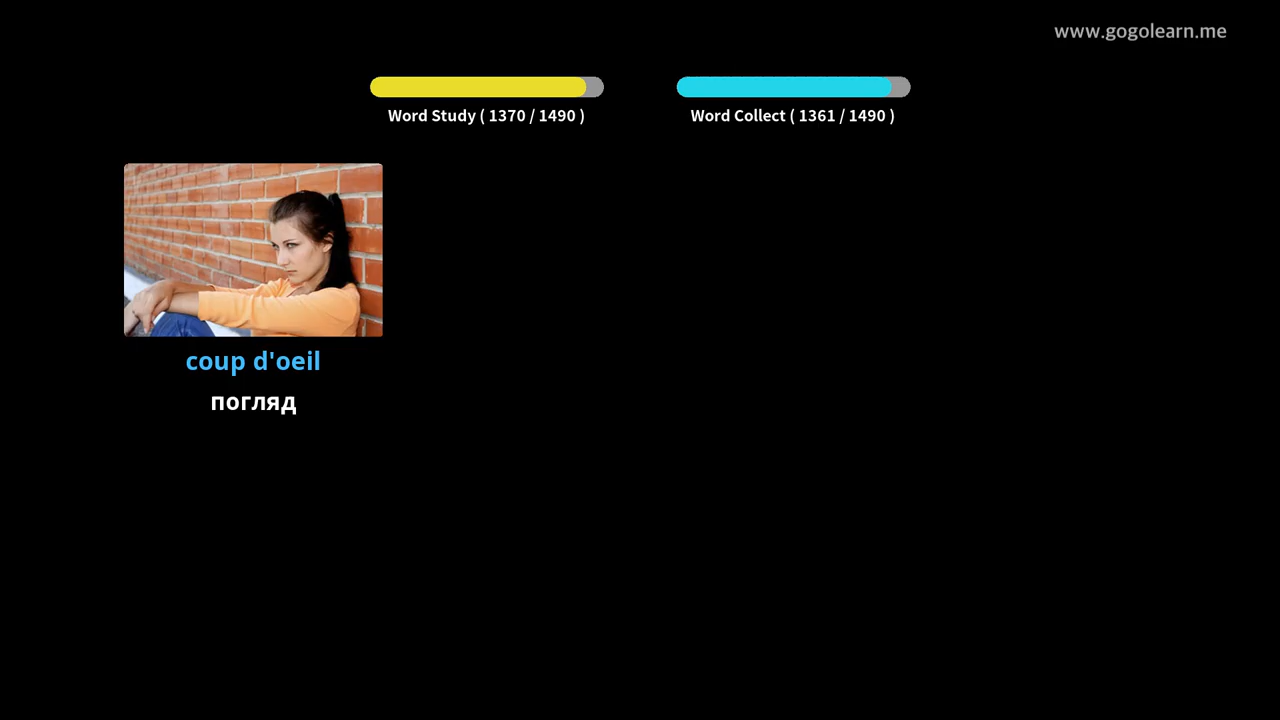 www.gogolearn.me
Word Study ( 1370 / 1490 )
Word Collect ( 1361 / 1490 )
coup d'oeil
погляд